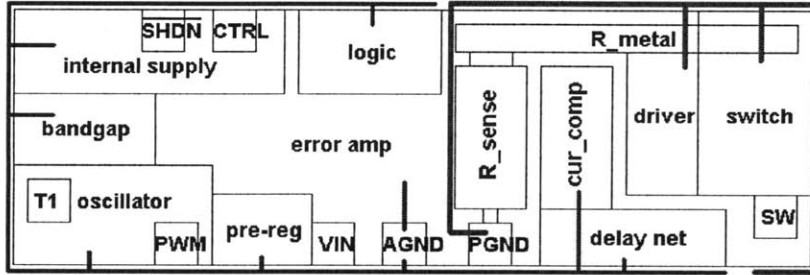 SHDN CTRL
logic
R_metal
internal supply
bandgap
error amp
R_sense
cur_comp
driver
switch
T1 oscillator
PWM
pre-reg
VIN
AGND
PGND
delay net
SW